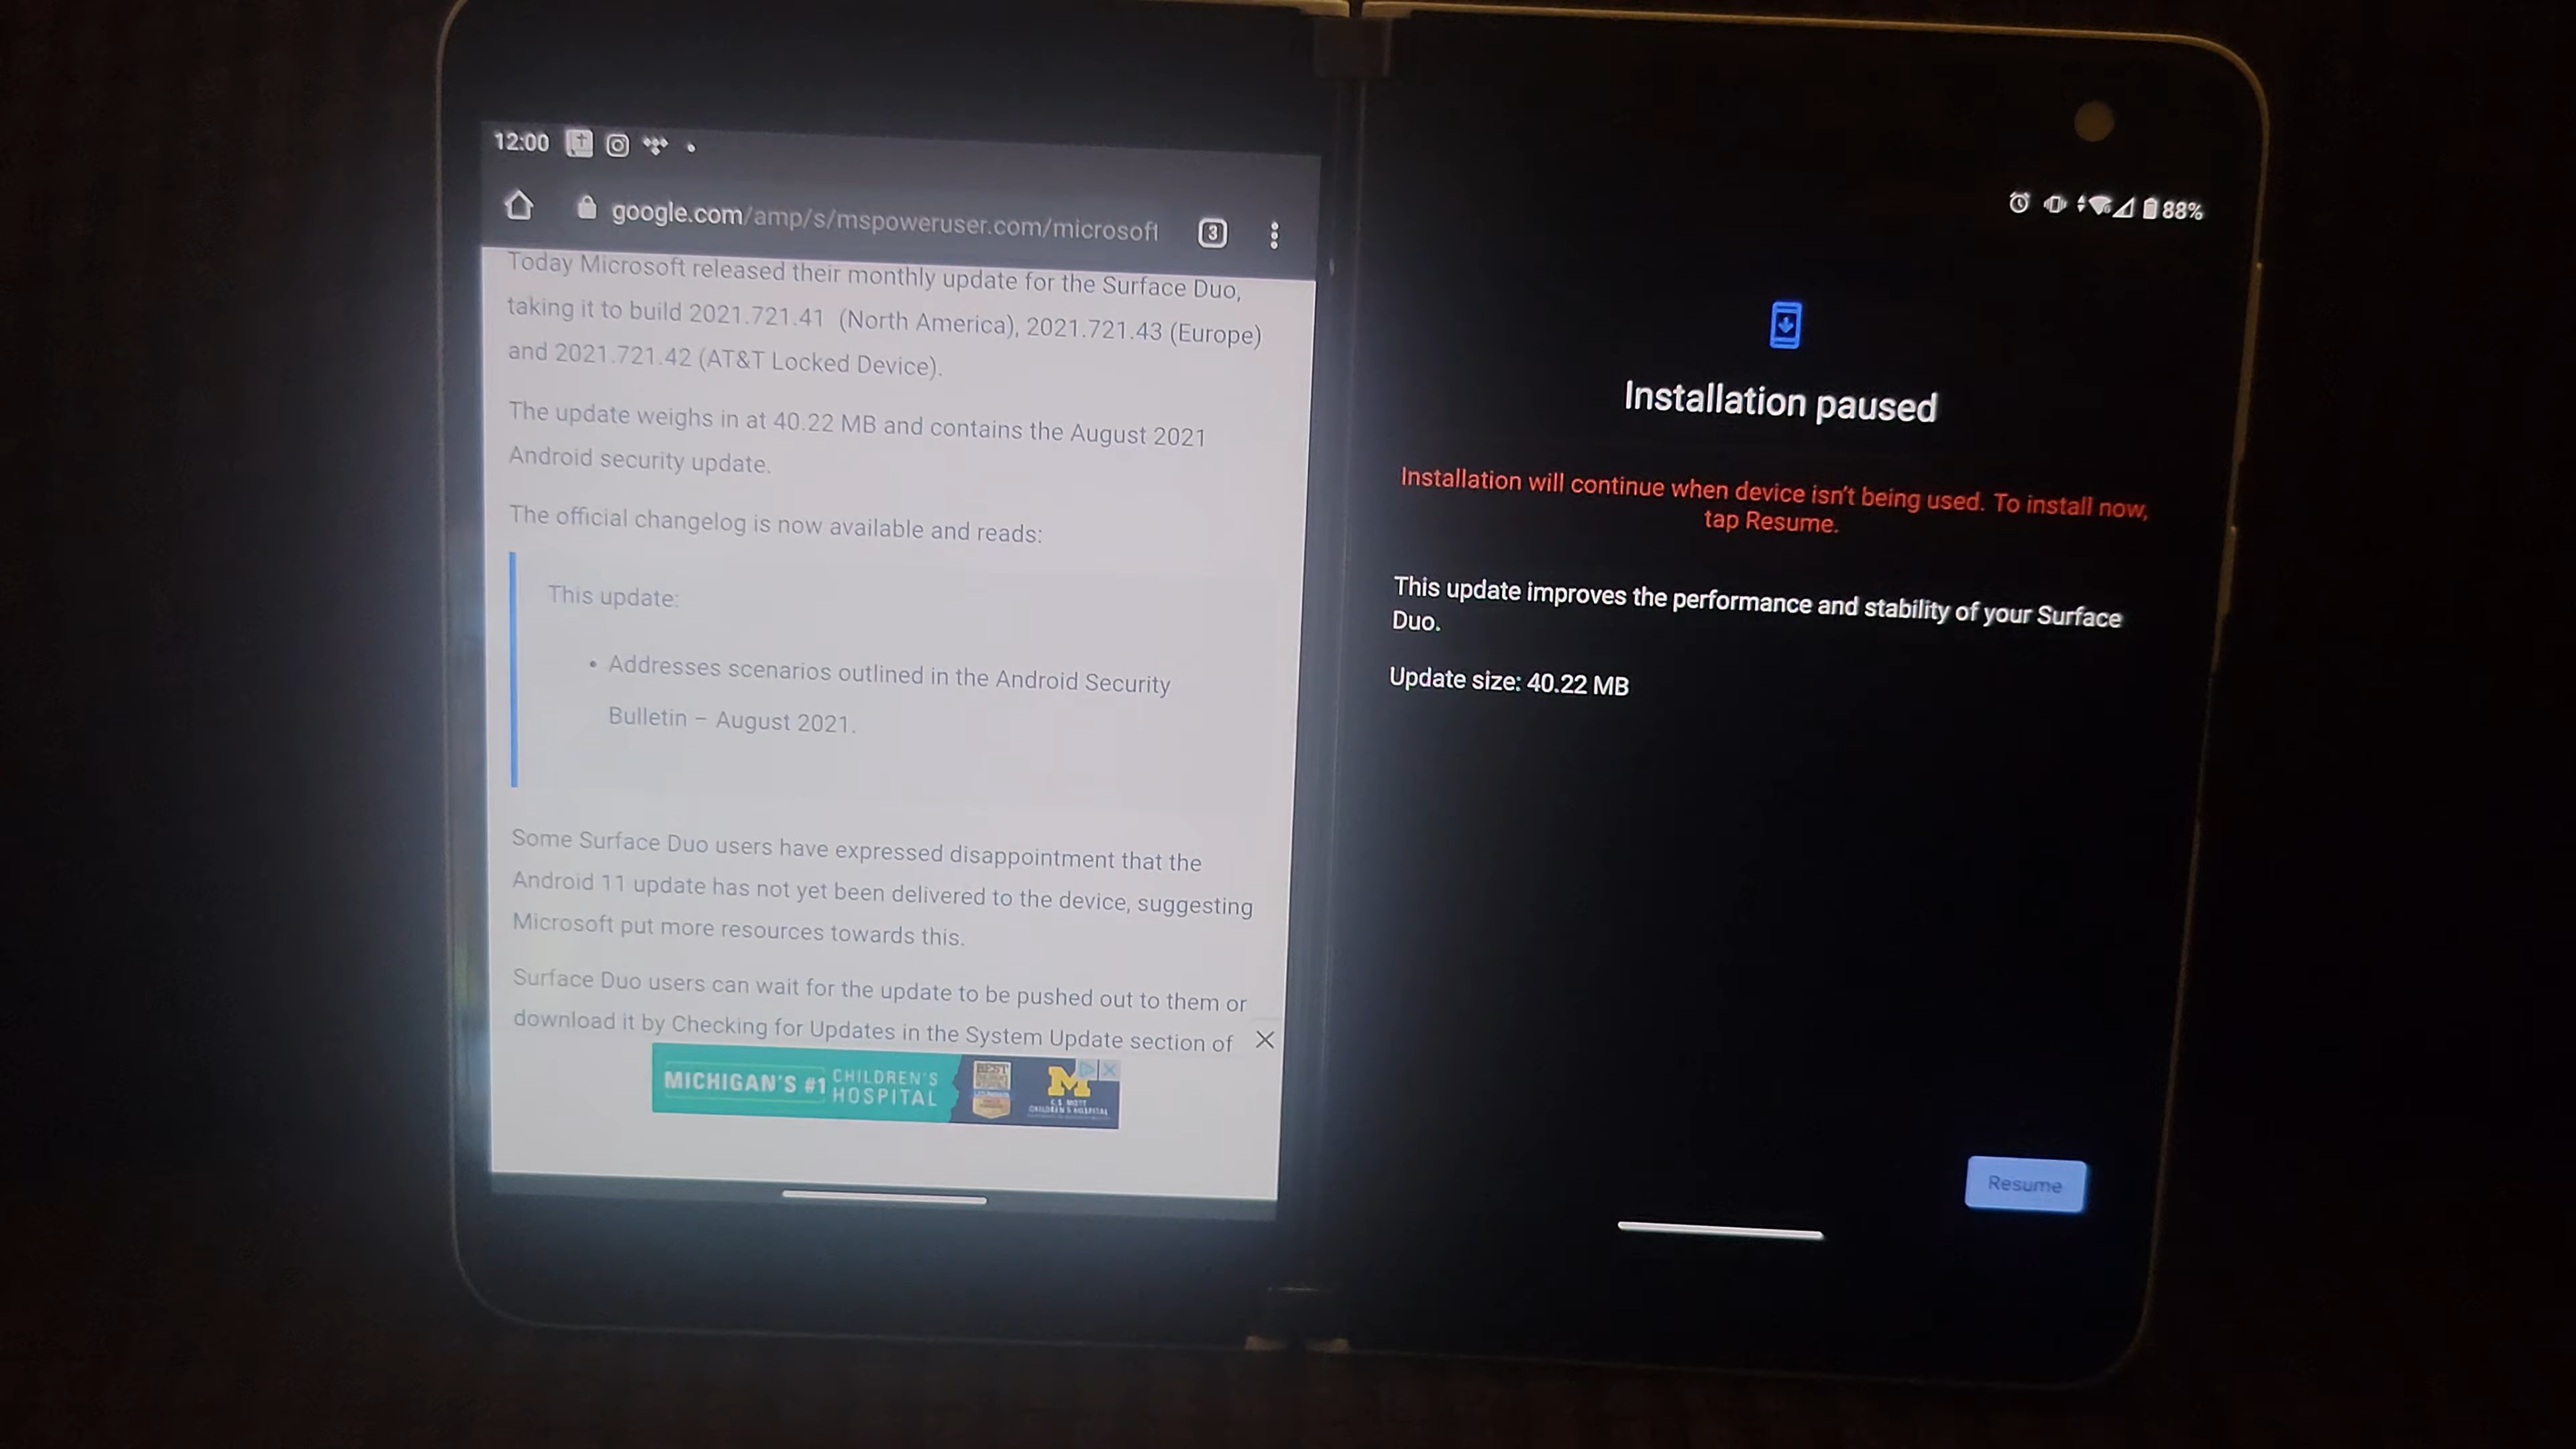 12:00
google.com/amp/s/mspoweruser.com/microsoft
3
Today Microsoft released their monthly update for the Surface Duo,
taking it to build 2021.721.41 (North America), 2021.721.43 (Europe)
and 2021.721.42 (AT&T Locked Device).
The update weighs in at 40.22 MB and contains the August 2021
Android security update.
The official changelog is now available and reads:
This update:
• Addresses scenarios outlined in the Android Security
Bulletin – August 2021.
Some Surface Duo users have expressed disappointment that the
Android 11 update has not yet been delivered to the device, suggesting
Microsoft put more resources towards this.
Surface Duo users can wait for the update to be pushed out to them or
download it by Checking for Updates in the System Update section of
MICHIGAN'S #1 CHILDREN'S
HOSPITAL
BEST
M
C.S. MOTT
CHILDREN'S HOSPITAL
88%
Installation paused
Installation will continue when device isn't being used. To install now,
tap Resume.
This update improves the performance and stability of your Surface
Duo.
Update size: 40.22 MB
Resume